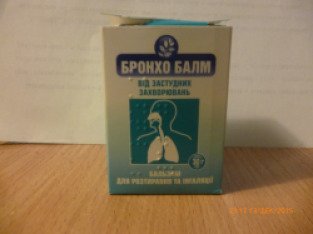 БРОНХО БАЛМ
ВІД ЗАСТУДНИХ
ЗАХВОРЮВАНЬ
БАЛЬЗАМ
ДЛЯ РОЗТИРАННЯ ТА ІНГАЛЯЦІЇ